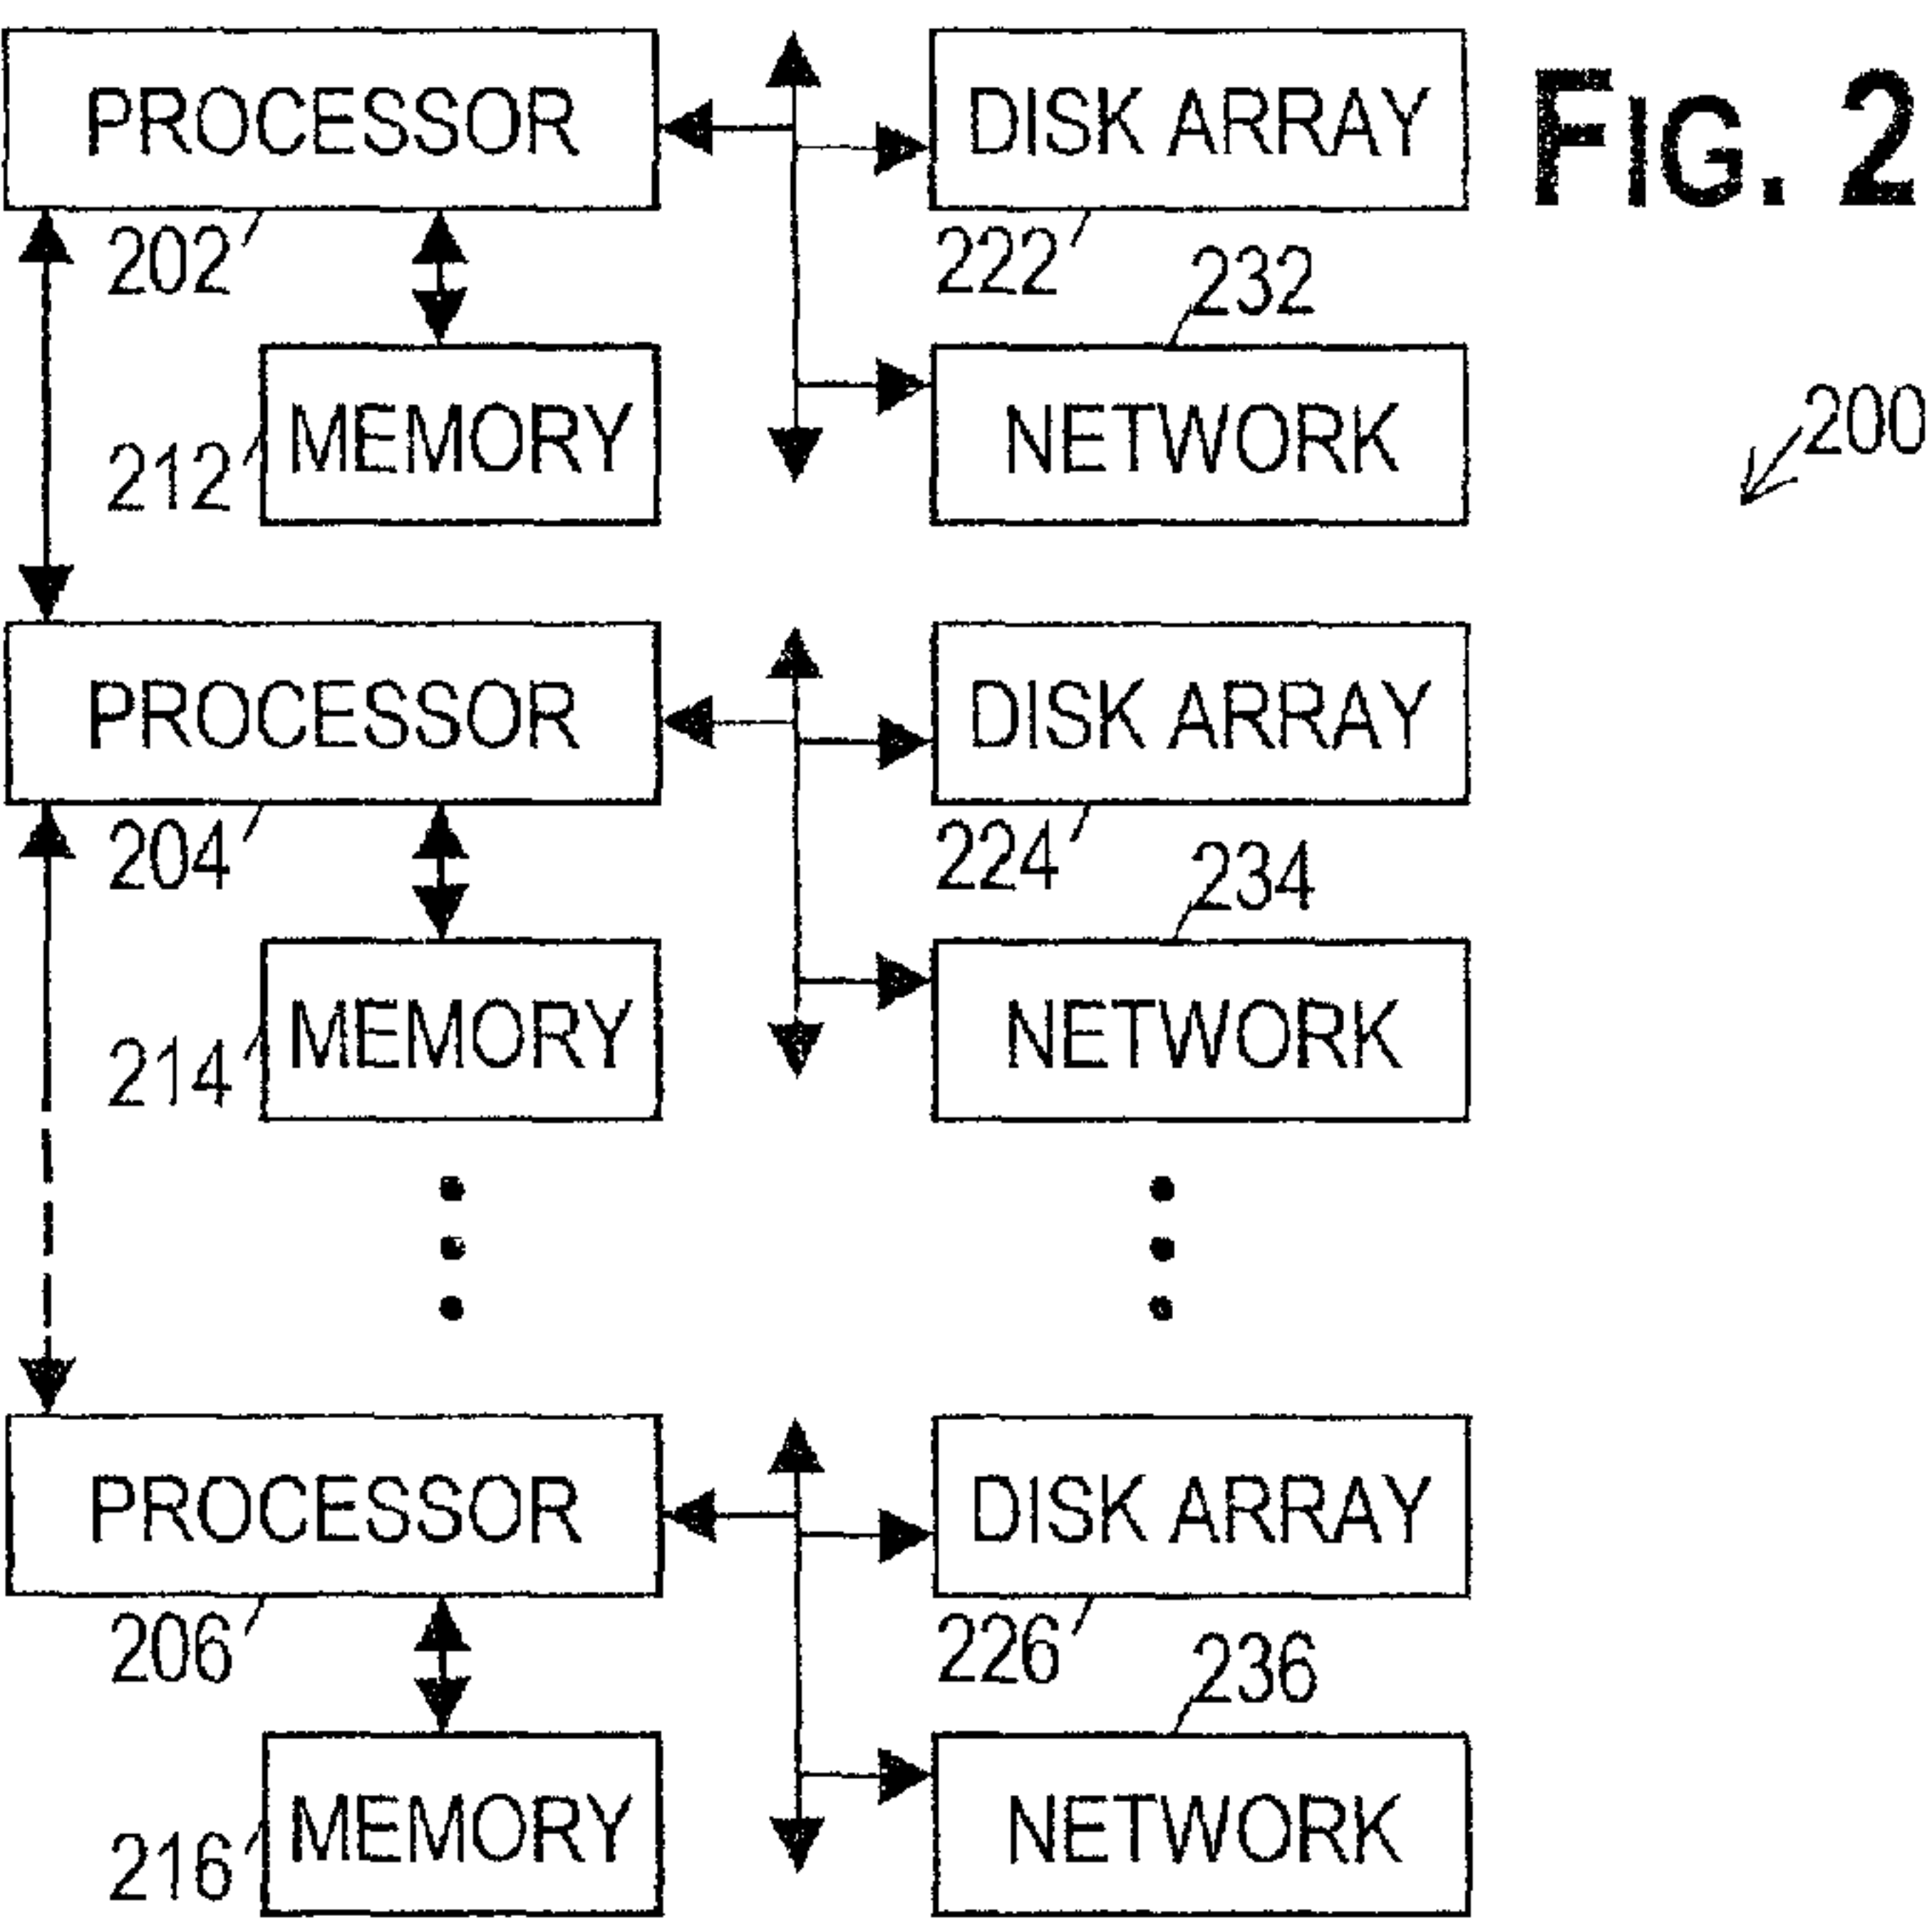 FIG. 2
PROCESSOR
DISK ARRAY
202
222
232
MEMORY
NETWORK
212
200
PROCESSOR
DISK ARRAY
204
224
234
MEMORY
NETWORK
214
PROCESSOR
DISK ARRAY
206
226
236
MEMORY
NETWORK
216